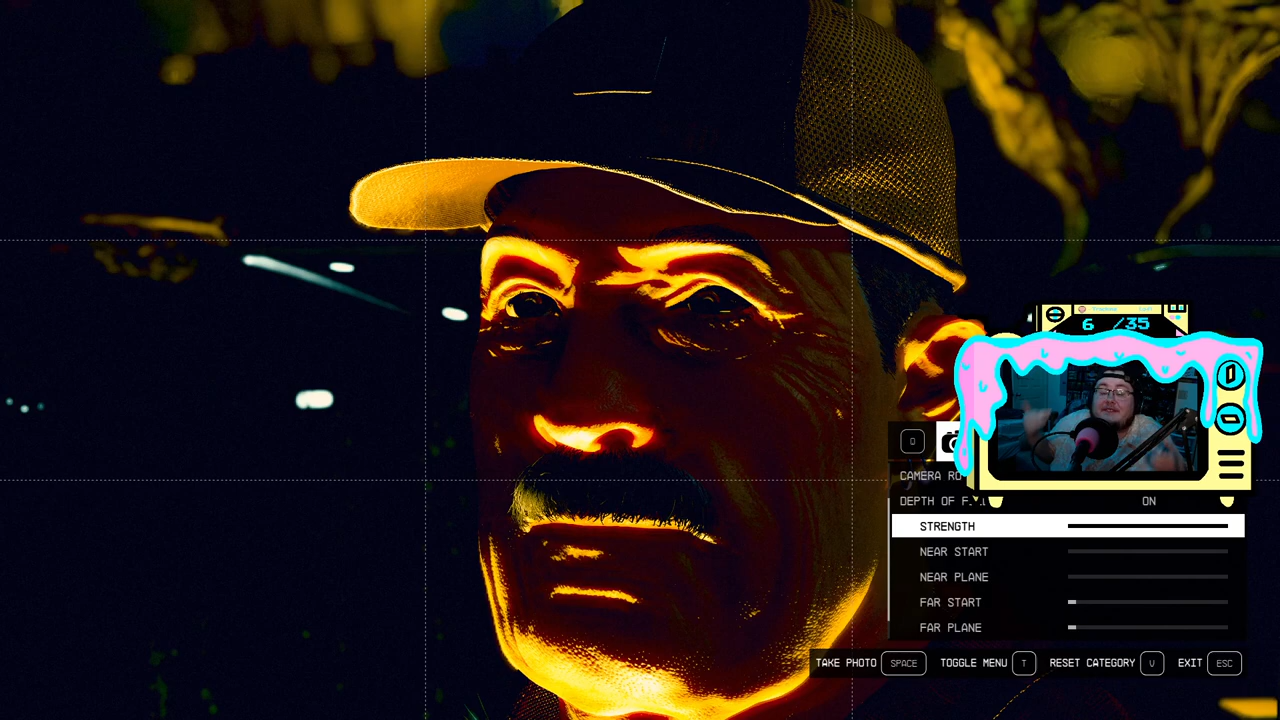 6 /35
CAMERA RO
DEPTH OF F
ON
STRENGTH
NEAR START
NEAR PLANE
FAR START
FAR PLANE
TAKE PHOTO SPACE TOGGLE MENU T RESET CATEGORY V EXIT ESC